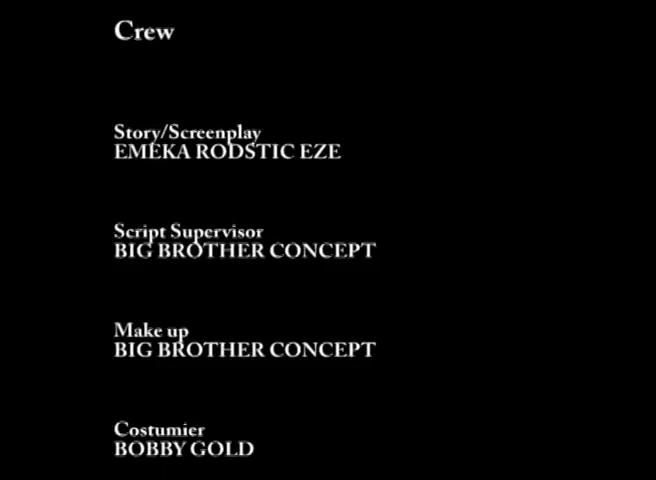 Crew
Story/Screenplay
EMEKA RODSTIC EZE
Script Supervisor
BIG BROTHER CONCEPT
Make up
BIG BROTHER CONCEPT
Costumier
BOBBY GOLD